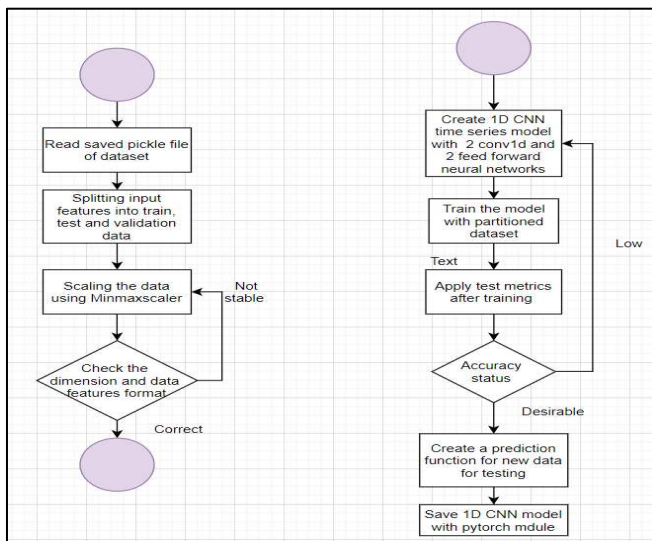 Read saved pickle file
of dataset
Splitting input
features into train,
test and validation
data
Scaling the data
using Minmaxscaler
Not
stable
Check the
dimension and data
features format
Correct
Create 1D CNN
time series model
with 2 conv1d and
2 feed forward
neural networks
Train the model
with partitioned
dataset
Low
Text
Apply test metrics
after training
Accuracy
status
Desirable
Create a prediction
function for new data
for testing
Save 1D CNN model
with pytorch mdule